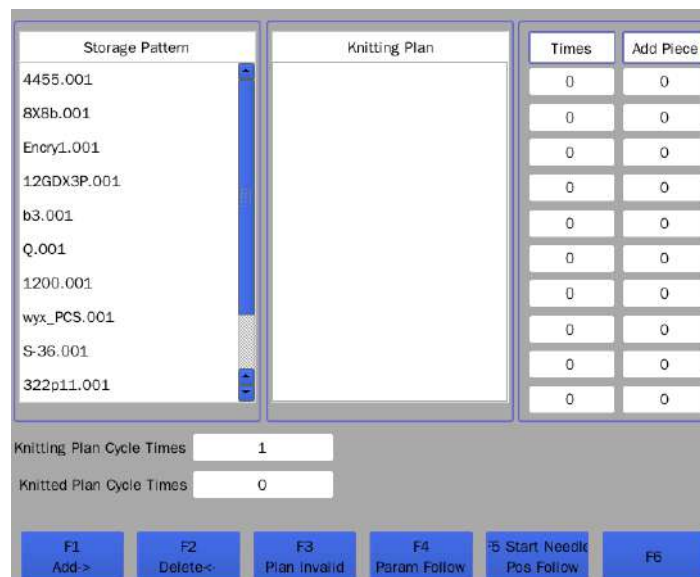 Storage Pattern
4455.001
8X8b.001
Encry1.001
12GDX3P.001
b3.001
Q.001
1200.001
wyx_PCS.001
S-36.001
322p11.001
Knitting Plan
Times Add Piece
0 0
0 0
0 0
0 0
0 0
0 0
0 0
0 0
0 0
0 0
Knitting Plan Cycle Times 1
Knitted Plan Cycle Times 0
F1
Add->
F2
Delete<-
F3
Plan Invalid
F4
Param Follow
F5 Start Needle
Pos Follow
F6